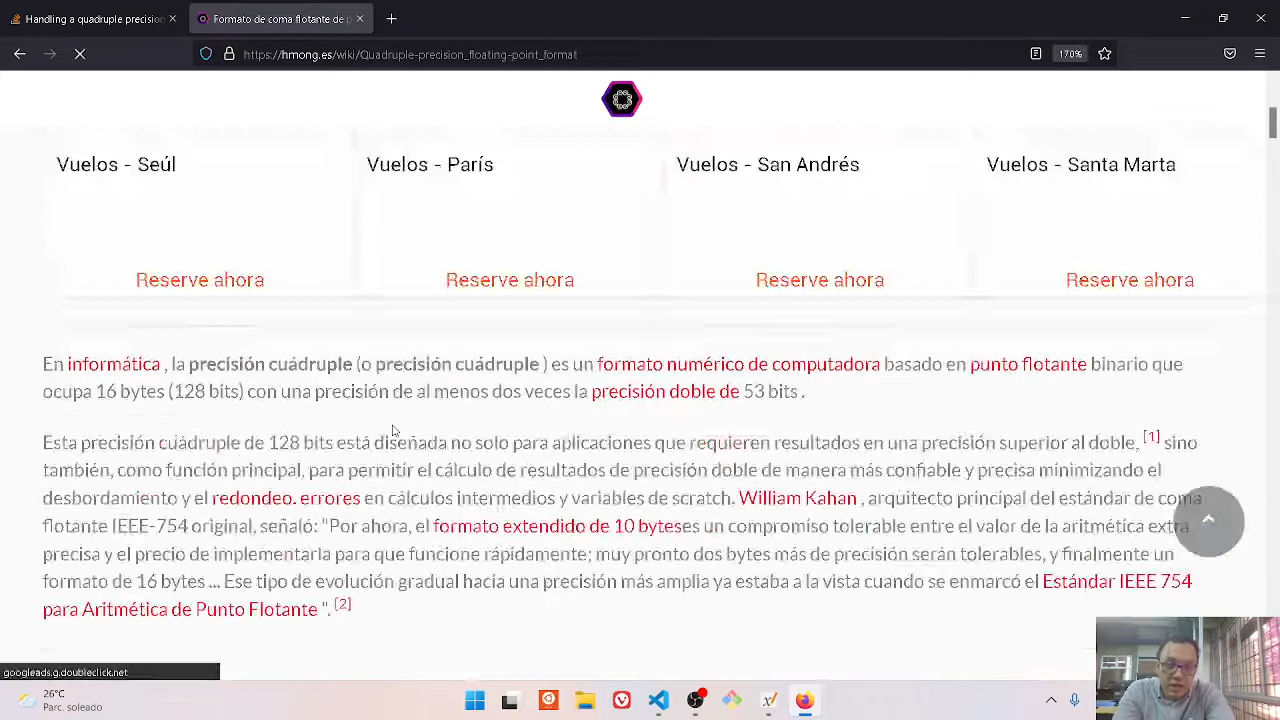 Handling a quadruple precision
Formato de coma flotante de p
https://hmong.es/wiki/Quadruple-precision_floating-point_format
170%
Vuelos - Seúl
Vuelos - París
Vuelos - San Andrés
Vuelos - Santa Marta
Reserve ahora
Reserve ahora
Reserve ahora
Reserve ahora
En informática , la precisión cuádruple (o precisión cuádruple ) es un formato numérico de computadora basado en punto flotante binario que
ocupa 16 bytes (128 bits) con una precisión de al menos dos veces la precisión doble de 53 bits .
Esta precisión cuádruple de 128 bits está diseñada no solo para aplicaciones que requieren resultados en una precisión superior al doble, [1] sino
también, como función principal, para permitir el cálculo de resultados de precisión doble de manera más confiable y precisa minimizando el
desbordamiento y el redondeo. errores en cálculos intermedios y variables de scratch. William Kahan , arquitecto principal del estándar de coma
flotante IEEE-754 original, señaló: "Por ahora, el formato extendido de 10 byteses un compromiso tolerable entre el valor de la aritmética extra
precisa y el precio de implementarla para que funcione rápidamente; muy pronto dos bytes más de precisión serán tolerables, y finalmente un
formato de 16 bytes ... Ese tipo de evolución gradual hacia una precisión más amplia ya estaba a la vista cuando se enmarcó el Estándar IEEE 754
para Aritmética de Punto Flotante ". [2]
googleads.g.doubleclick.net
26°C
Parc. soleado